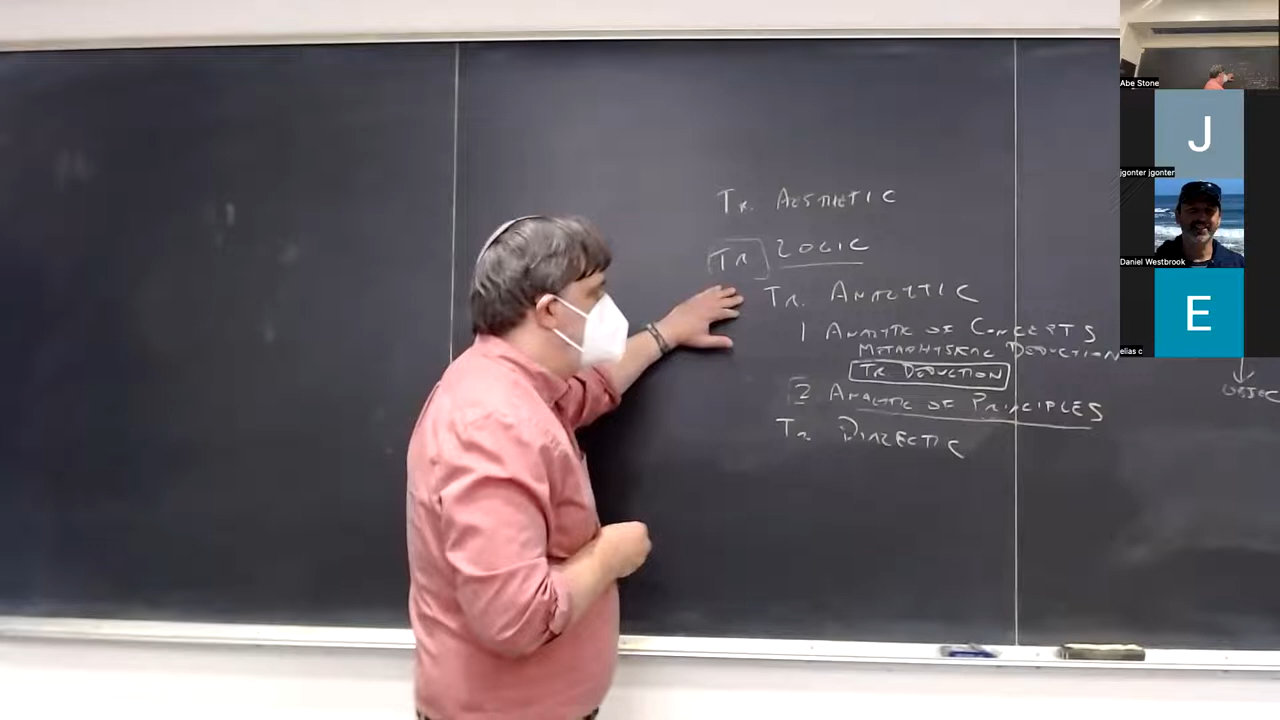 Tr. AESTHETIC
Tr LOGIC
Tr. ANALYTIC
1 ANALYTIC OF CONCEPTS
METAPHYSICAL DEDUCTION
Tr. DEDUCTION
2 ANALYTIC OF PRINCIPLES
Tr DIALECTIC
OBJEC
Abe Stone
J
jgonter jgonter
Daniel Westbrook
E
elias c